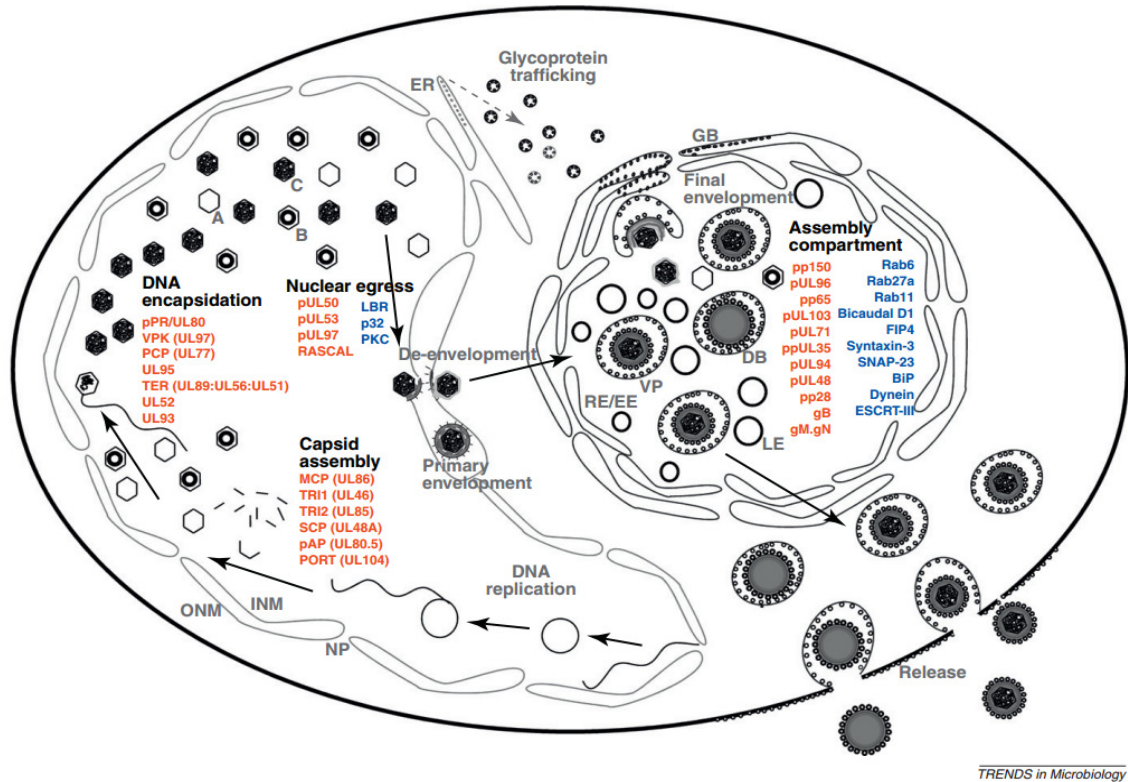 Glycoprotein
trafficking
ER
GB
Final
envelopment
C
A
B
Assembly
compartment
pp150
pUL96
pp65
pUL103
pUL71
ppUL35
pUL94
pUL48
pp28
gB
gM.gN
Rab6
Rab27a
Rab11
Bicaudal D1
FIP4
Syntaxin-3
SNAP-23
BiP
Dynein
ESCRT-III
DNA
encapsidation
pPR/UL80
VPK (UL97)
PCP (UL77)
UL95
TER (UL89:UL56:UL51)
UL52
UL93
Nuclear egress
pUL50
pUL53
pUL97
RASCAL
LBR
p32
PKC
De-envelopment
DB
VP
RE/EE
LE
Capsid
assembly
MCP (UL86)
TRI1 (UL46)
TRI2 (UL85)
SCP (UL48A)
pAP (UL80.5)
PORT (UL104)
Primary
envelopment
DNA
replication
ONM
INM
NP
Release
TRENDS in Microbiology